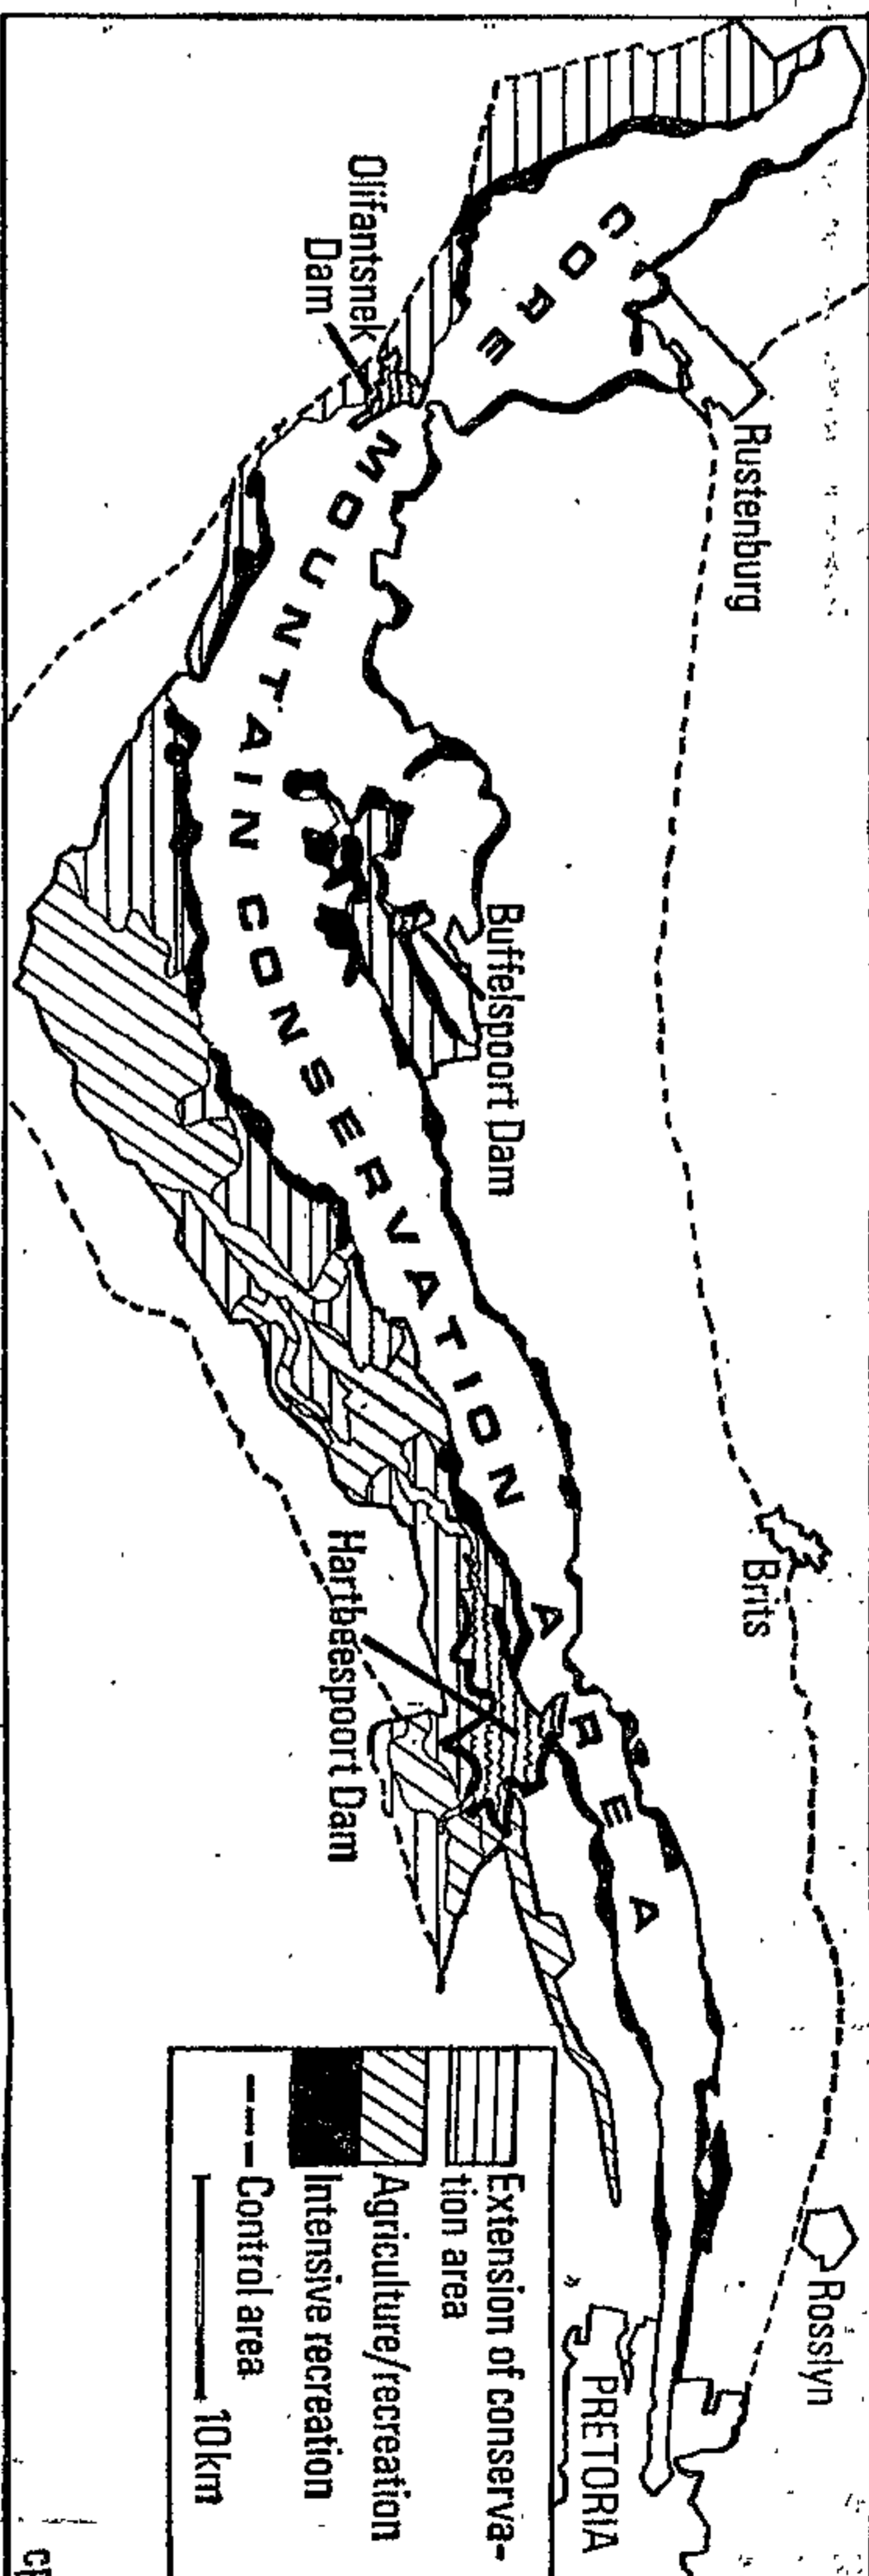 CORE MOUNTAIN CONSERVATION AREA
Rustenburg
Olifantsnek
Dam
Buffelspoort Dam
Brits
Hartbeespoort Dam
Rosslyn
PRETORIA
Extension of conserva-
tion area
Agriculture/recreation
Intensive recreation
Control area
10km